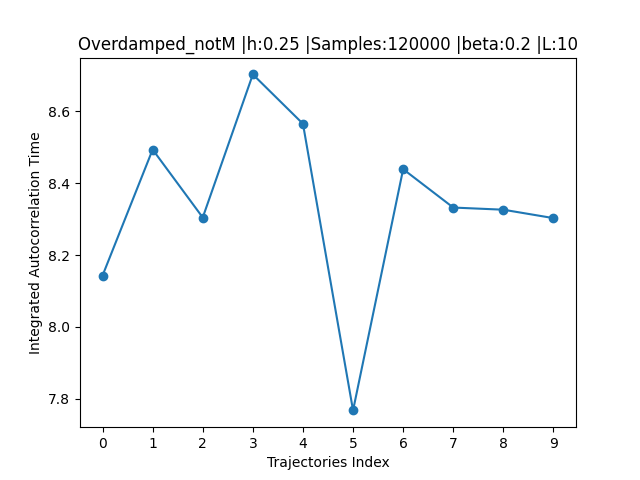 Overdamped_notM |h:0.25 |Samples:120000 |beta:0.2 |L:10
Integrated Autocorrelation Time
8.6
8.4
8.2
8.0
7.8
0 1 2 3 4 5 6 7 8 9
Trajectories Index